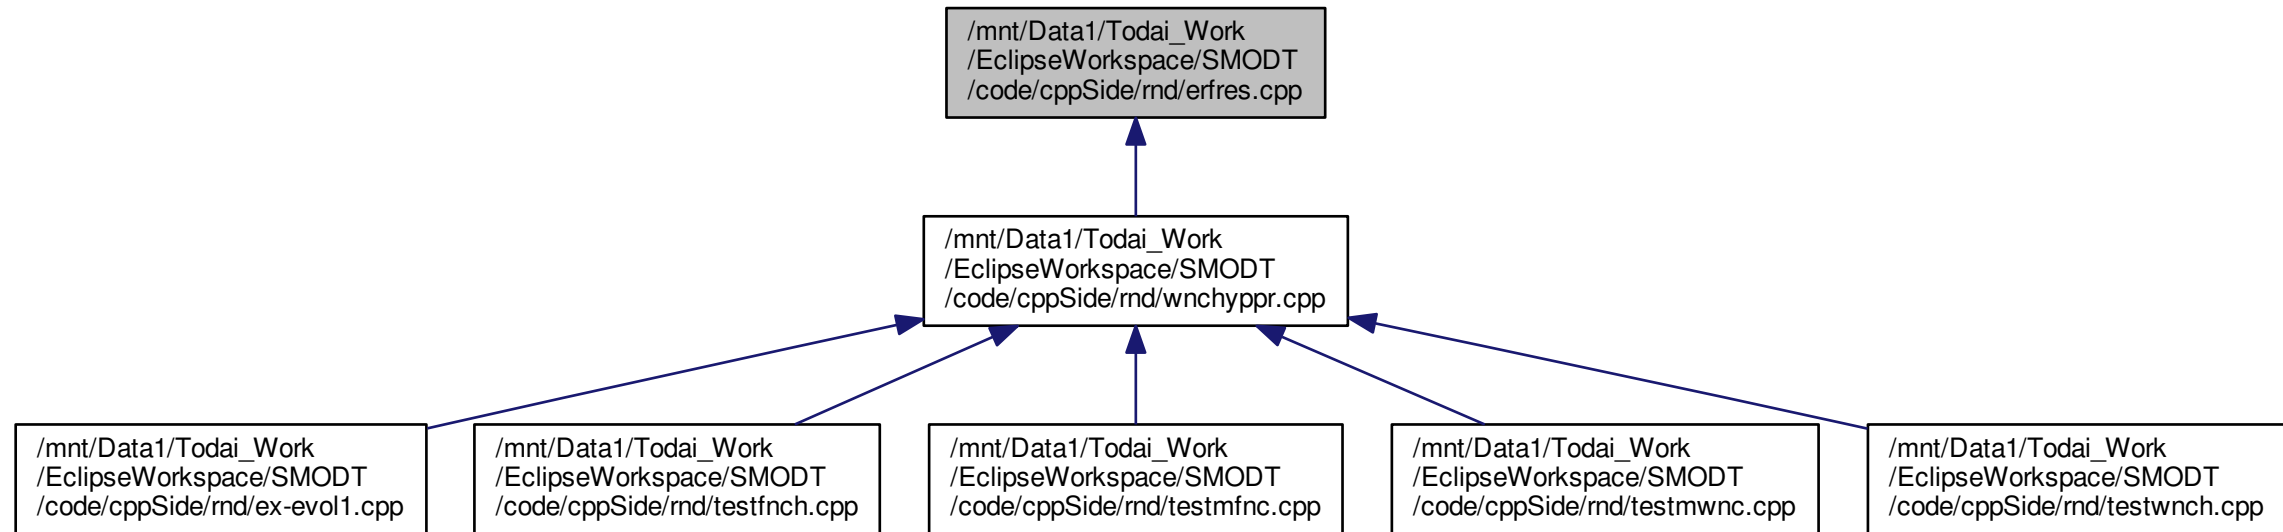 /mnt/Data1/Todai_Work
/EclipseWorkspace/SMODT
/code/cppSide/rnd/erfres.cpp
/mnt/Data1/Todai_Work
/EclipseWorkspace/SMODT
/code/cppSide/rnd/wnchyppr.cpp
/mnt/Data1/Todai_Work
/EclipseWorkspace/SMODT
/code/cppSide/rnd/ex-evol1.cpp
/mnt/Data1/Todai_Work
/EclipseWorkspace/SMODT
/code/cppSide/rnd/testfnch.cpp
/mnt/Data1/Todai_Work
/EclipseWorkspace/SMODT
/code/cppSide/rnd/testmfnc.cpp
/mnt/Data1/Todai_Work
/EclipseWorkspace/SMODT
/code/cppSide/rnd/testmwnc.cpp
/mnt/Data1/Todai_Work
/EclipseWorkspace/SMODT
/code/cppSide/rnd/testwnch.cpp